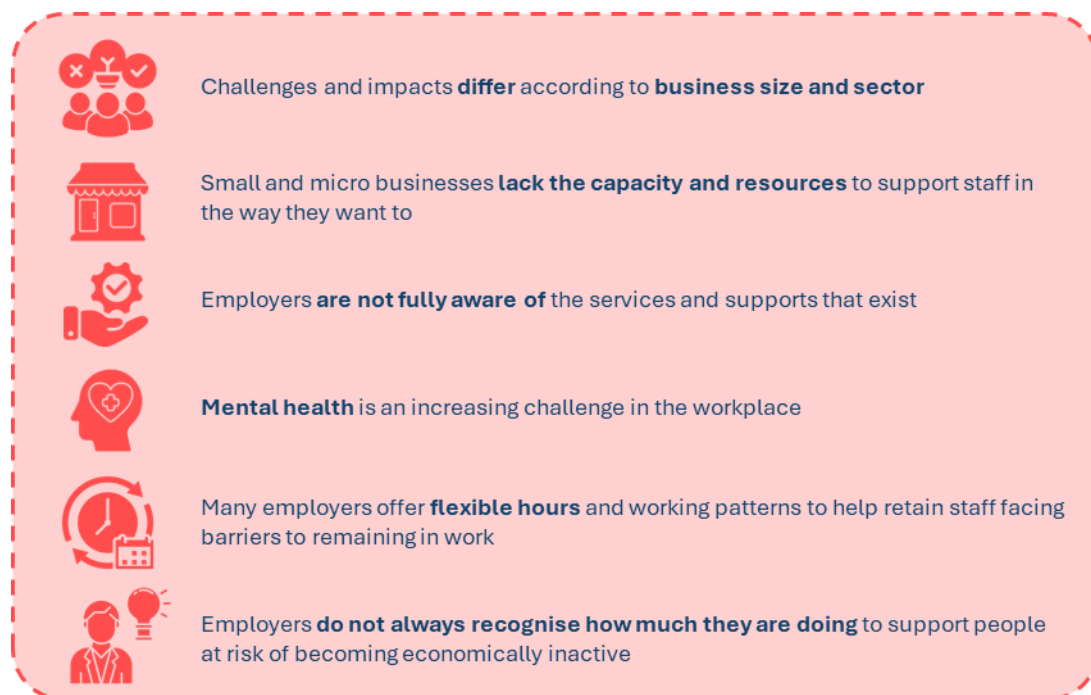 Challenges and impacts differ according to business size and sector
Small and micro businesses lack the capacity and resources to support staff in
the way they want to
Employers are not fully aware of the services and supports that exist
Mental health is an increasing challenge in the workplace
Many employers offer flexible hours and working patterns to help retain staff facing
barriers to remaining in work
Employers do not always recognise how much they are doing to support people
at risk of becoming economically inactive